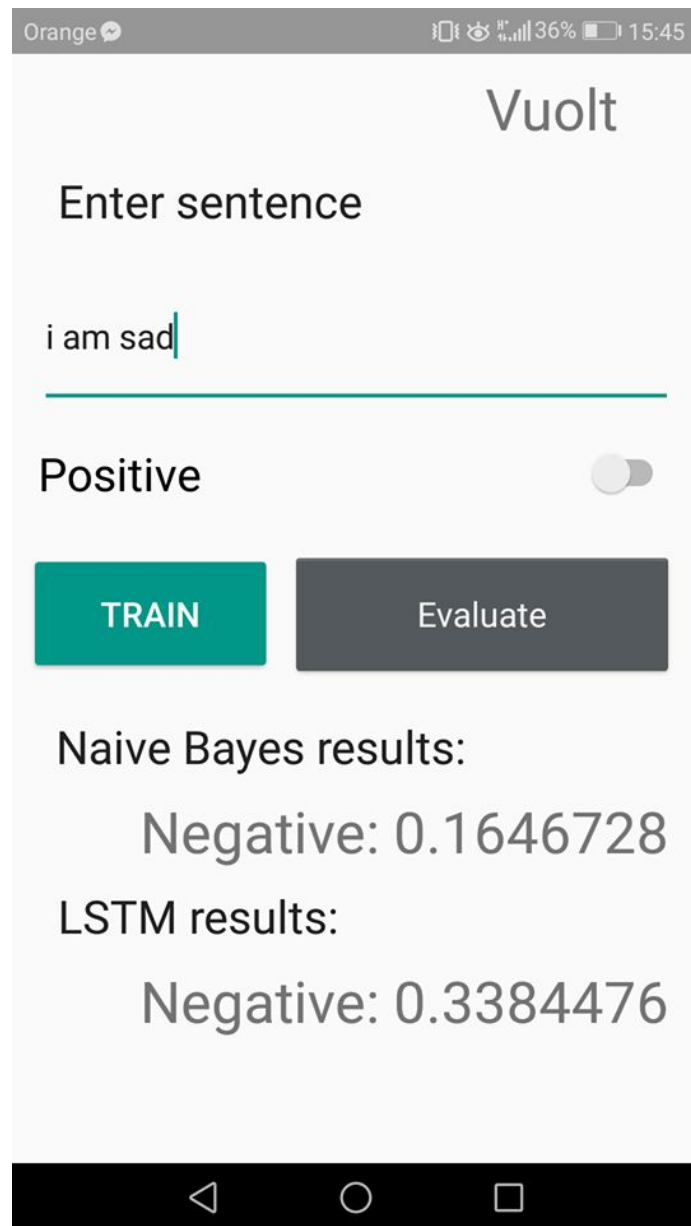 Orange 36% 15:45
Vuolt
Enter sentence
i am sad
Positive
TRAIN Evaluate
Naive Bayes results:
Negative: 0.1646728
LSTM results:
Negative: 0.3384476